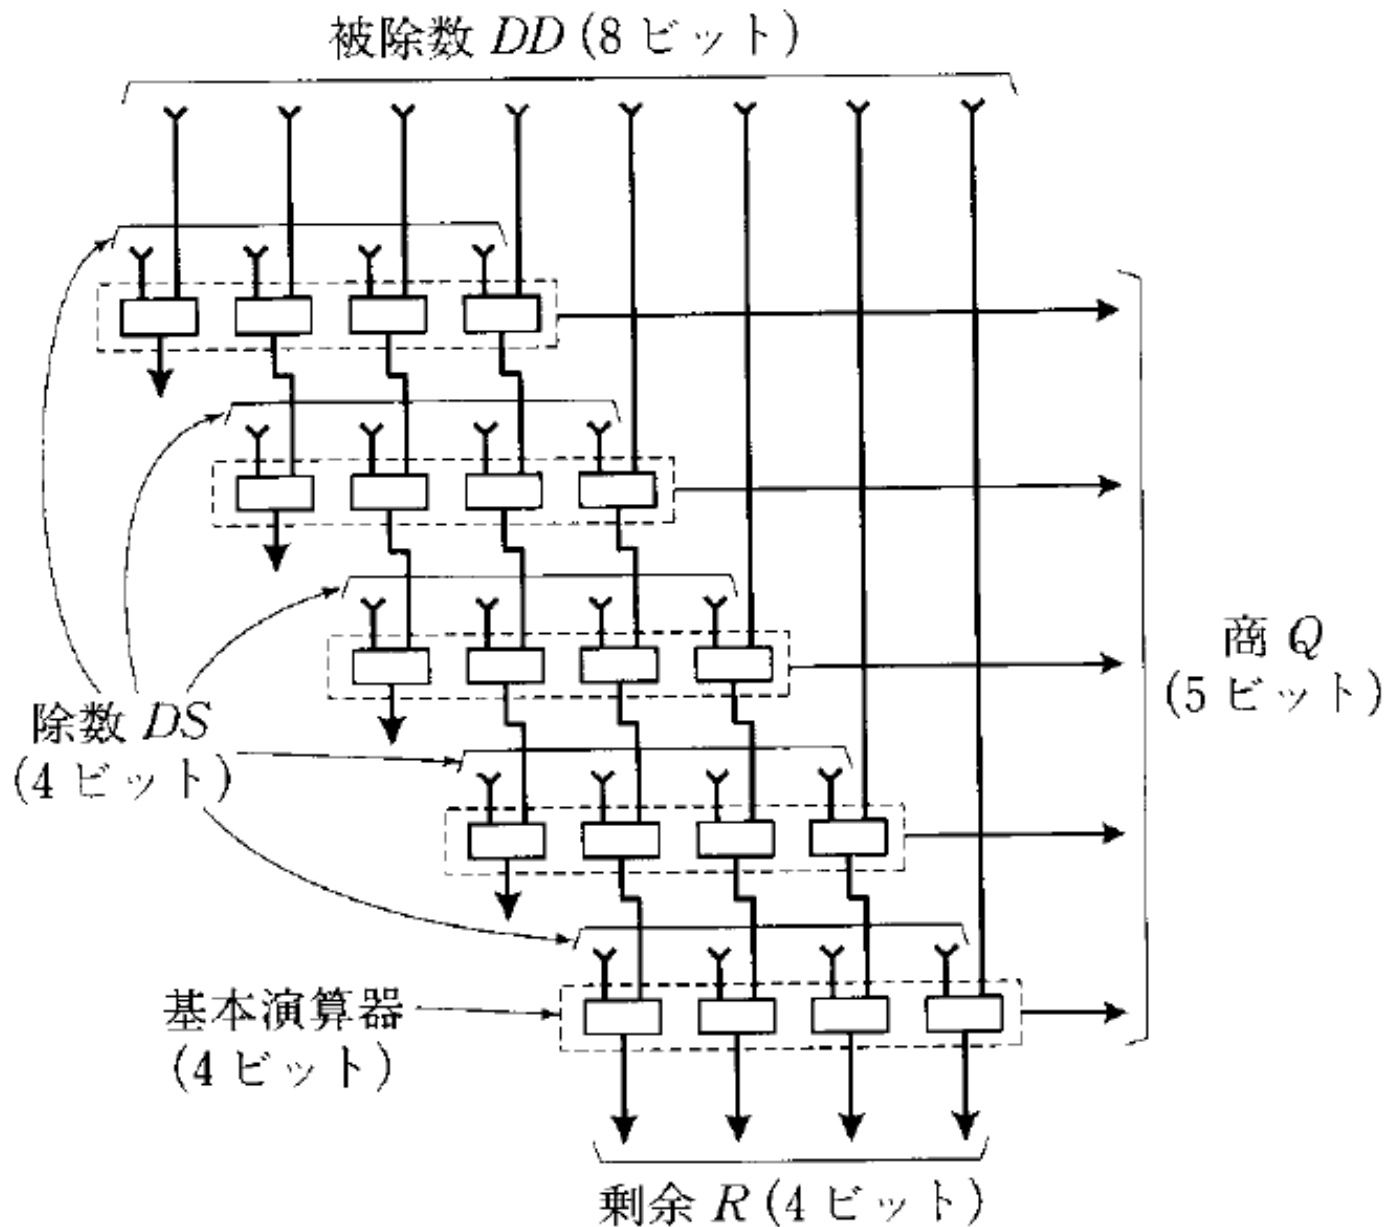 被除数 DD (8 ビット)
商 Q
(5 ビット)
除数 DS
(4 ビット)
基本演算器
(4 ビット)
剰余 R (4 ビット)